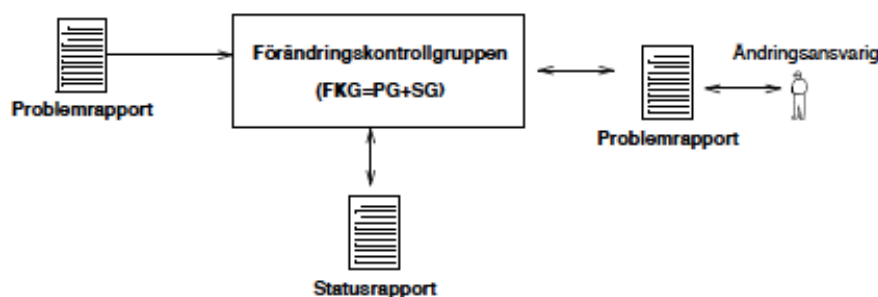 Förändringskontrollgruppen
(FKG=PG+SG)
Problemrapport
Ändringsansvarig
Problemrapport
Statusrapport